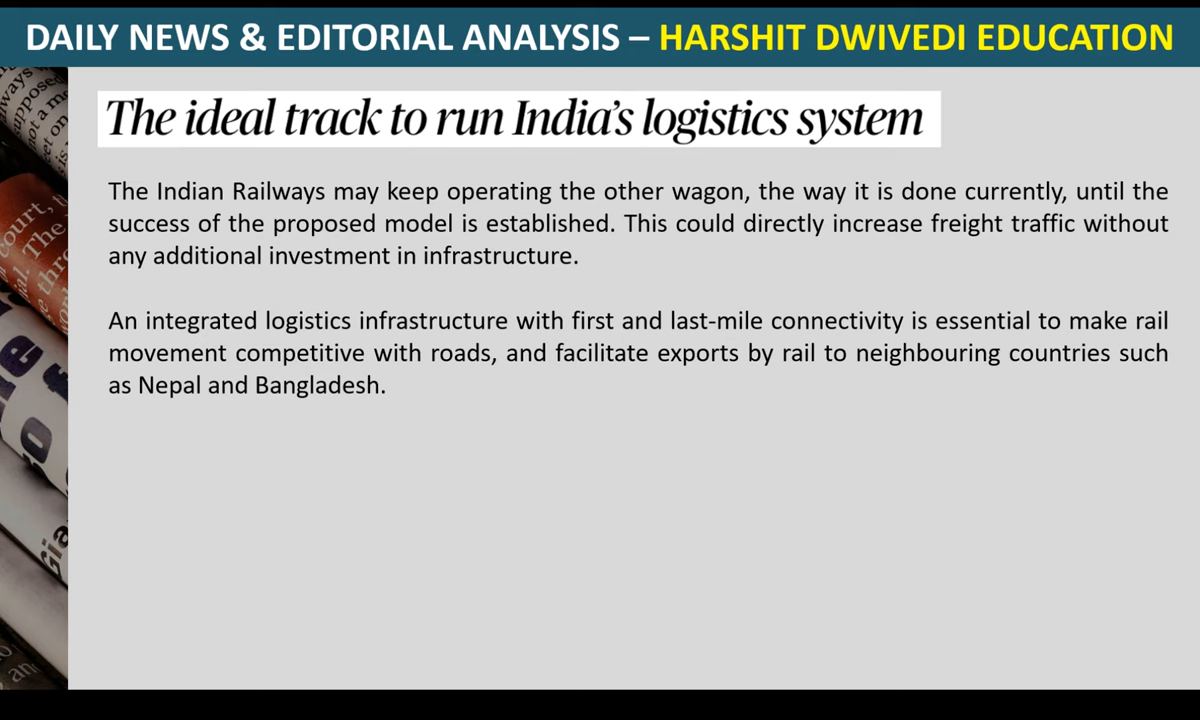 DAILY NEWS & EDITORIAL ANALYSIS – HARSHIT DWIVEDI EDUCATION
The ideal track to run India's logistics system
The Indian Railways may keep operating the other wagon, the way it is done currently, until the
success of the proposed model is established. This could directly increase freight traffic without
any additional investment in infrastructure.
An integrated logistics infrastructure with first and last-mile connectivity is essential to make rail
movement competitive with roads, and facilitate exports by rail to neighbouring countries such
as Nepal and Bangladesh.